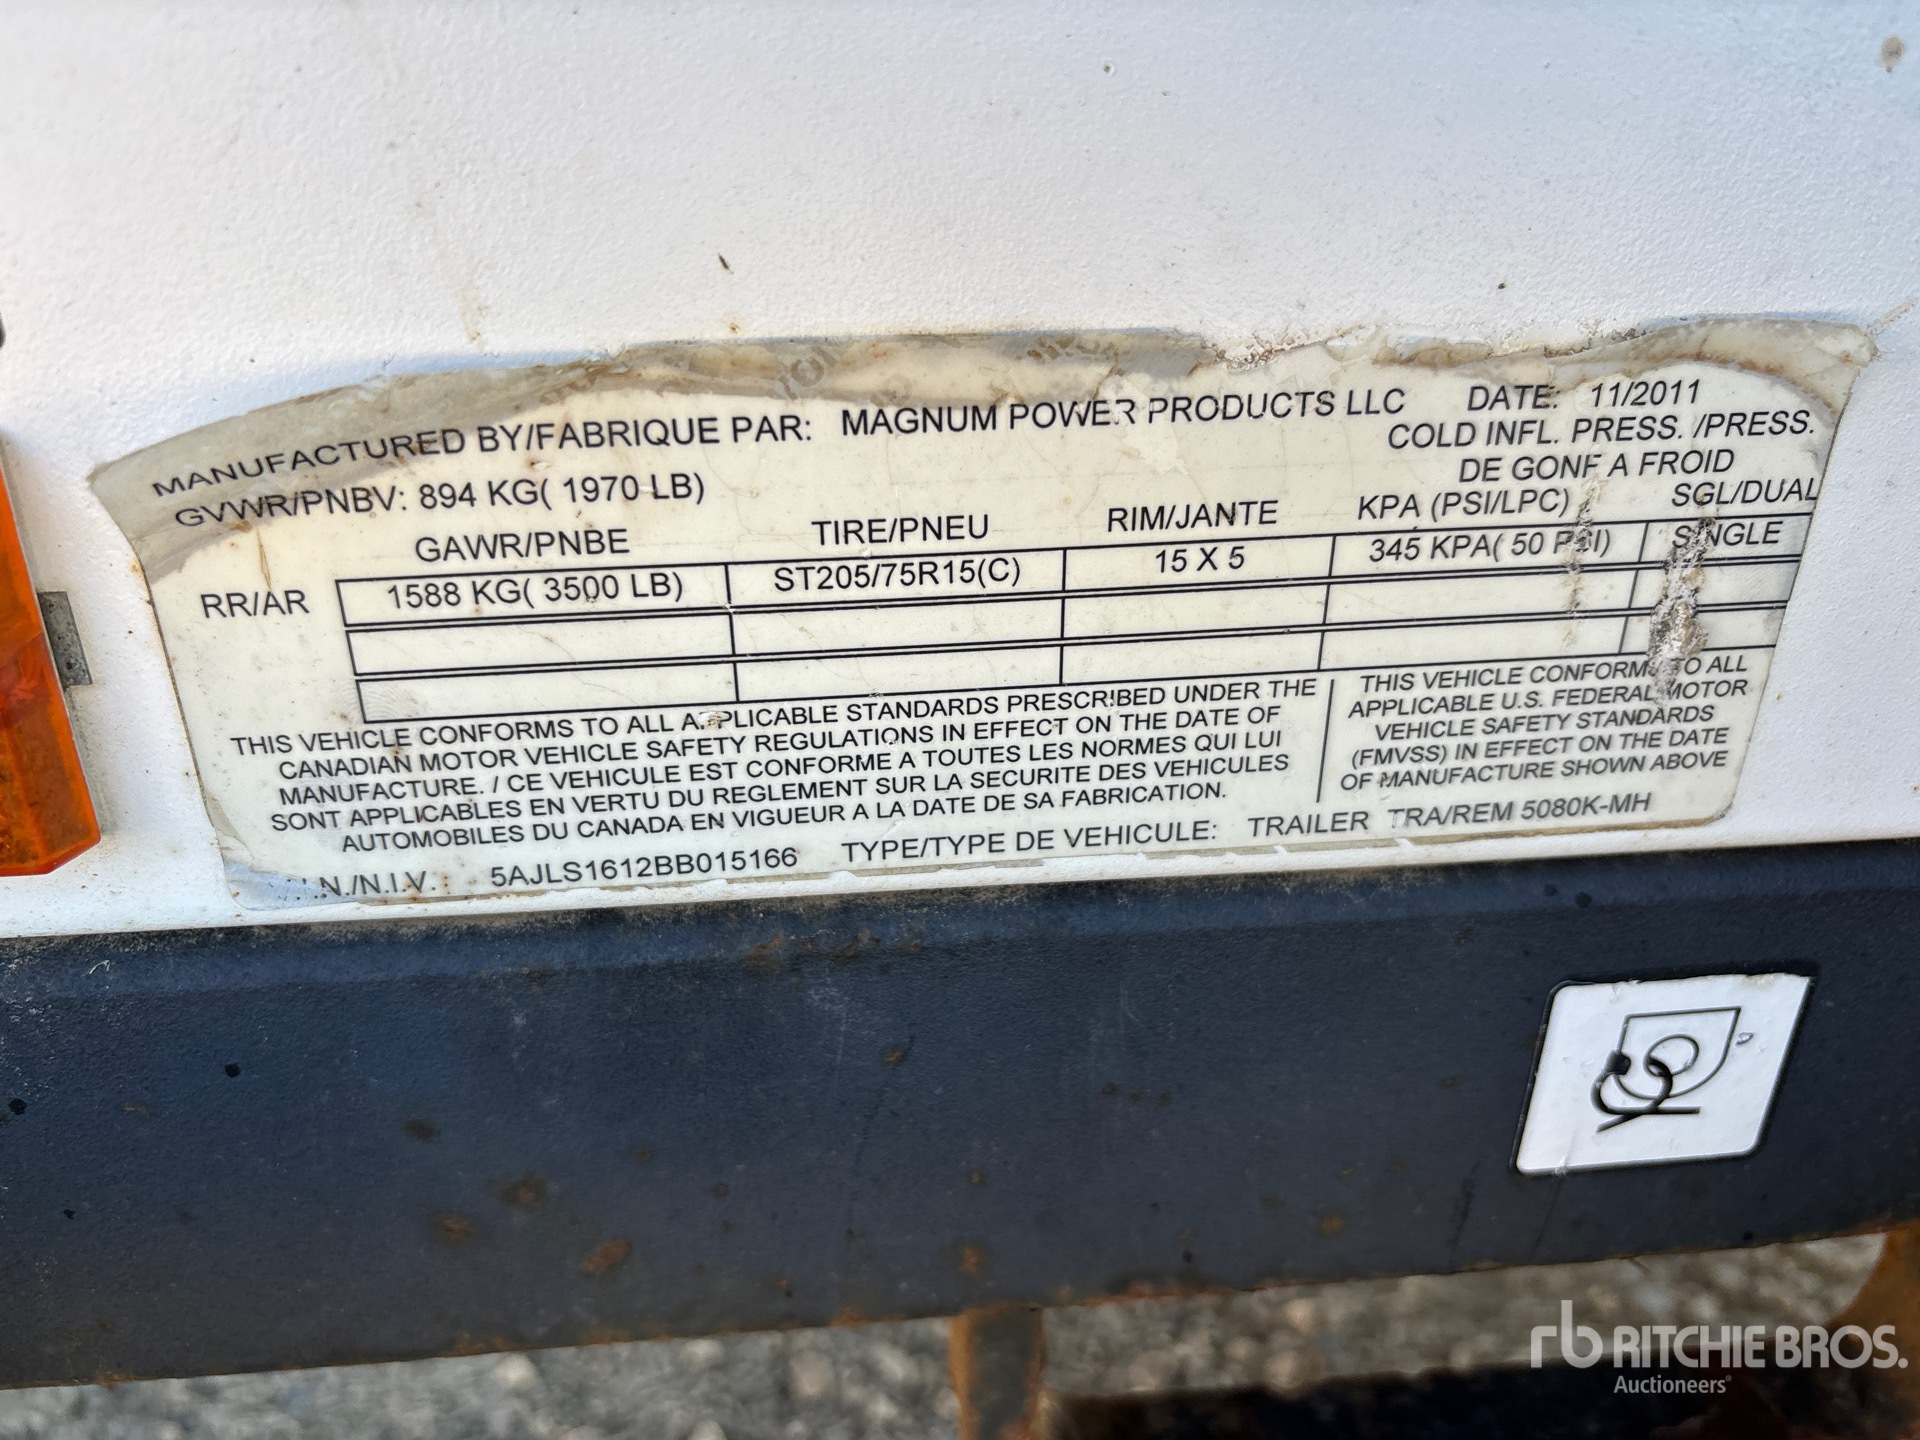 MANUFACTURED BY/FABRIQUE PAR: MAGNUM POWER PRODUCTS LLC DATE: 11/2011
GVWR/PNBV: 894 KG( 1970 LB) COLD INFL. PRESS. /PRESS.
DE GONF A FROID
GAWR/PNBE TIRE/PNEU RIM/JANTE KPA (PSI/LPC) SGL/DUAL
RR/AR 1588 KG( 3500 LB) ST205/75R15(C) 15 X 5 345 KPA( 50 PSI) SINGLE
THIS VEHICLE CONFORMS TO ALL APPLICABLE STANDARDS PRESCRIBED UNDER THE
CANADIAN MOTOR VEHICLE SAFETY REGULATIONS IN EFFECT ON THE DATE OF
MANUFACTURE. / CE VEHICULE EST CONFORME A TOUTES LES NORMES QUI LUI
SONT APPLICABLES EN VERTU DU REGLEMENT SUR LA SECURITE DES VEHICULES
AUTOMOBILES DU CANADA EN VIGUEUR A LA DATE DE SA FABRICATION.
THIS VEHICLE CONFORMS TO ALL
APPLICABLE U.S. FEDERAL MOTOR
VEHICLE SAFETY STANDARDS
(FMVSS) IN EFFECT ON THE DATE
OF MANUFACTURE SHOWN ABOVE
N./N.I.V.: 5AJLS1612BB015166 TYPE/TYPE DE VEHICULE: TRAILER TRA/REM 5080K-MH
rb RITCHIE BROS.
Auctioneers